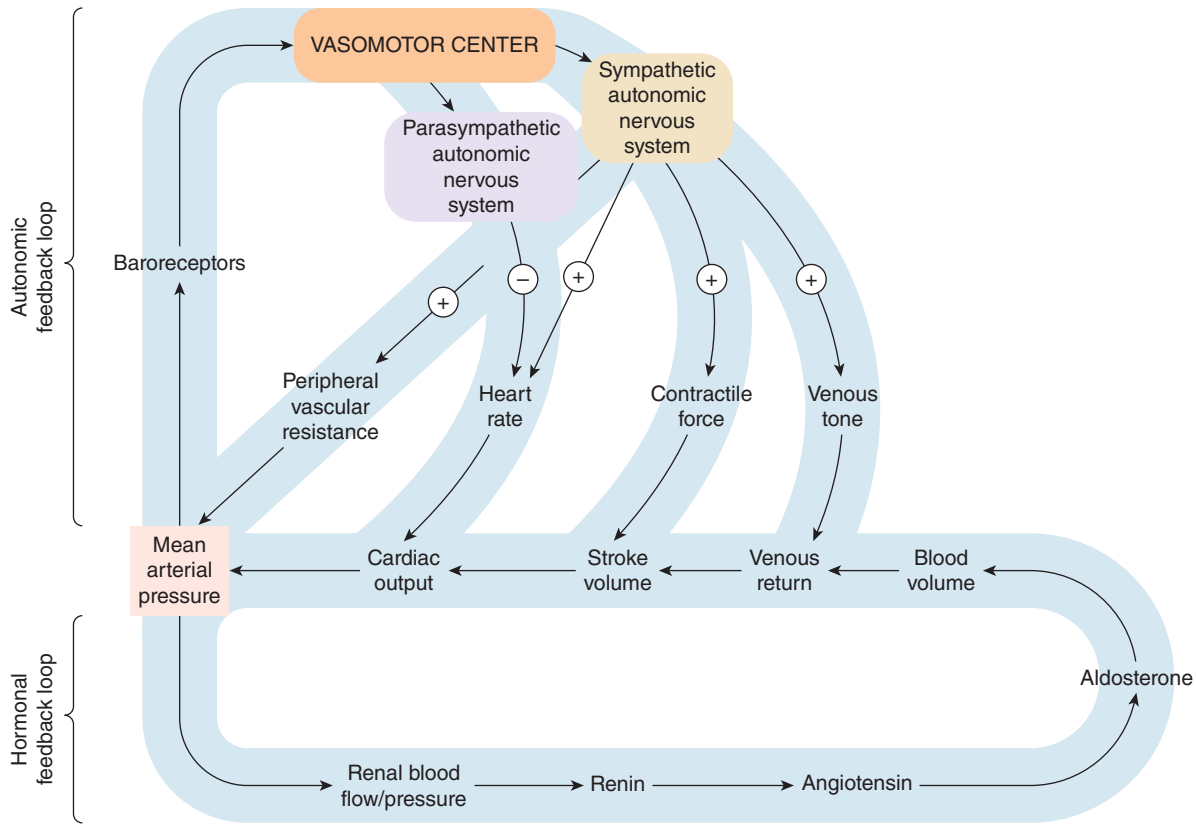 VASOMOTOR CENTER
Sympathetic
autonomic
nervous
system
Parasympathetic
autonomic
nervous
system
Autonomic
feedback loop
Baroreceptors
+
−
+
+
+
Peripheral
vascular
resistance
Heart
rate
Contractile
force
Venous
tone
Mean
arterial
pressure
Cardiac
output
Stroke
volume
Venous
return
Blood
volume
Hormonal
feedback loop
Aldosterone
Renal blood
flow/pressure
Renin
Angiotensin